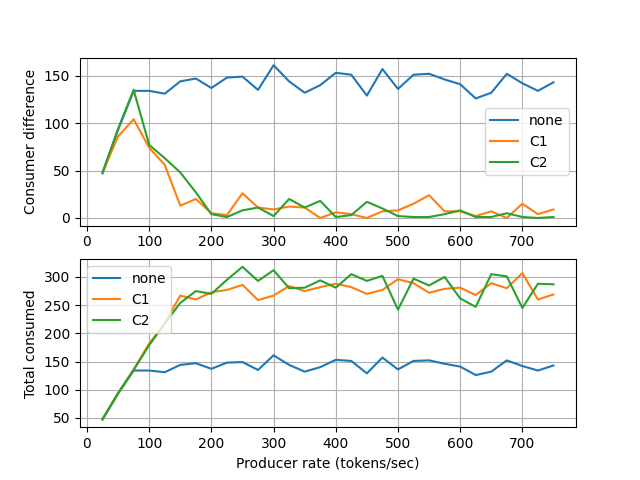 Consumer difference
150
100
50
0
none
C1
C2
0 100 200 300 400 500 600 700
Total consumed
300
250
200
150
100
50
none
C1
C2
0 100 200 300 400 500 600 700
Producer rate (tokens/sec)